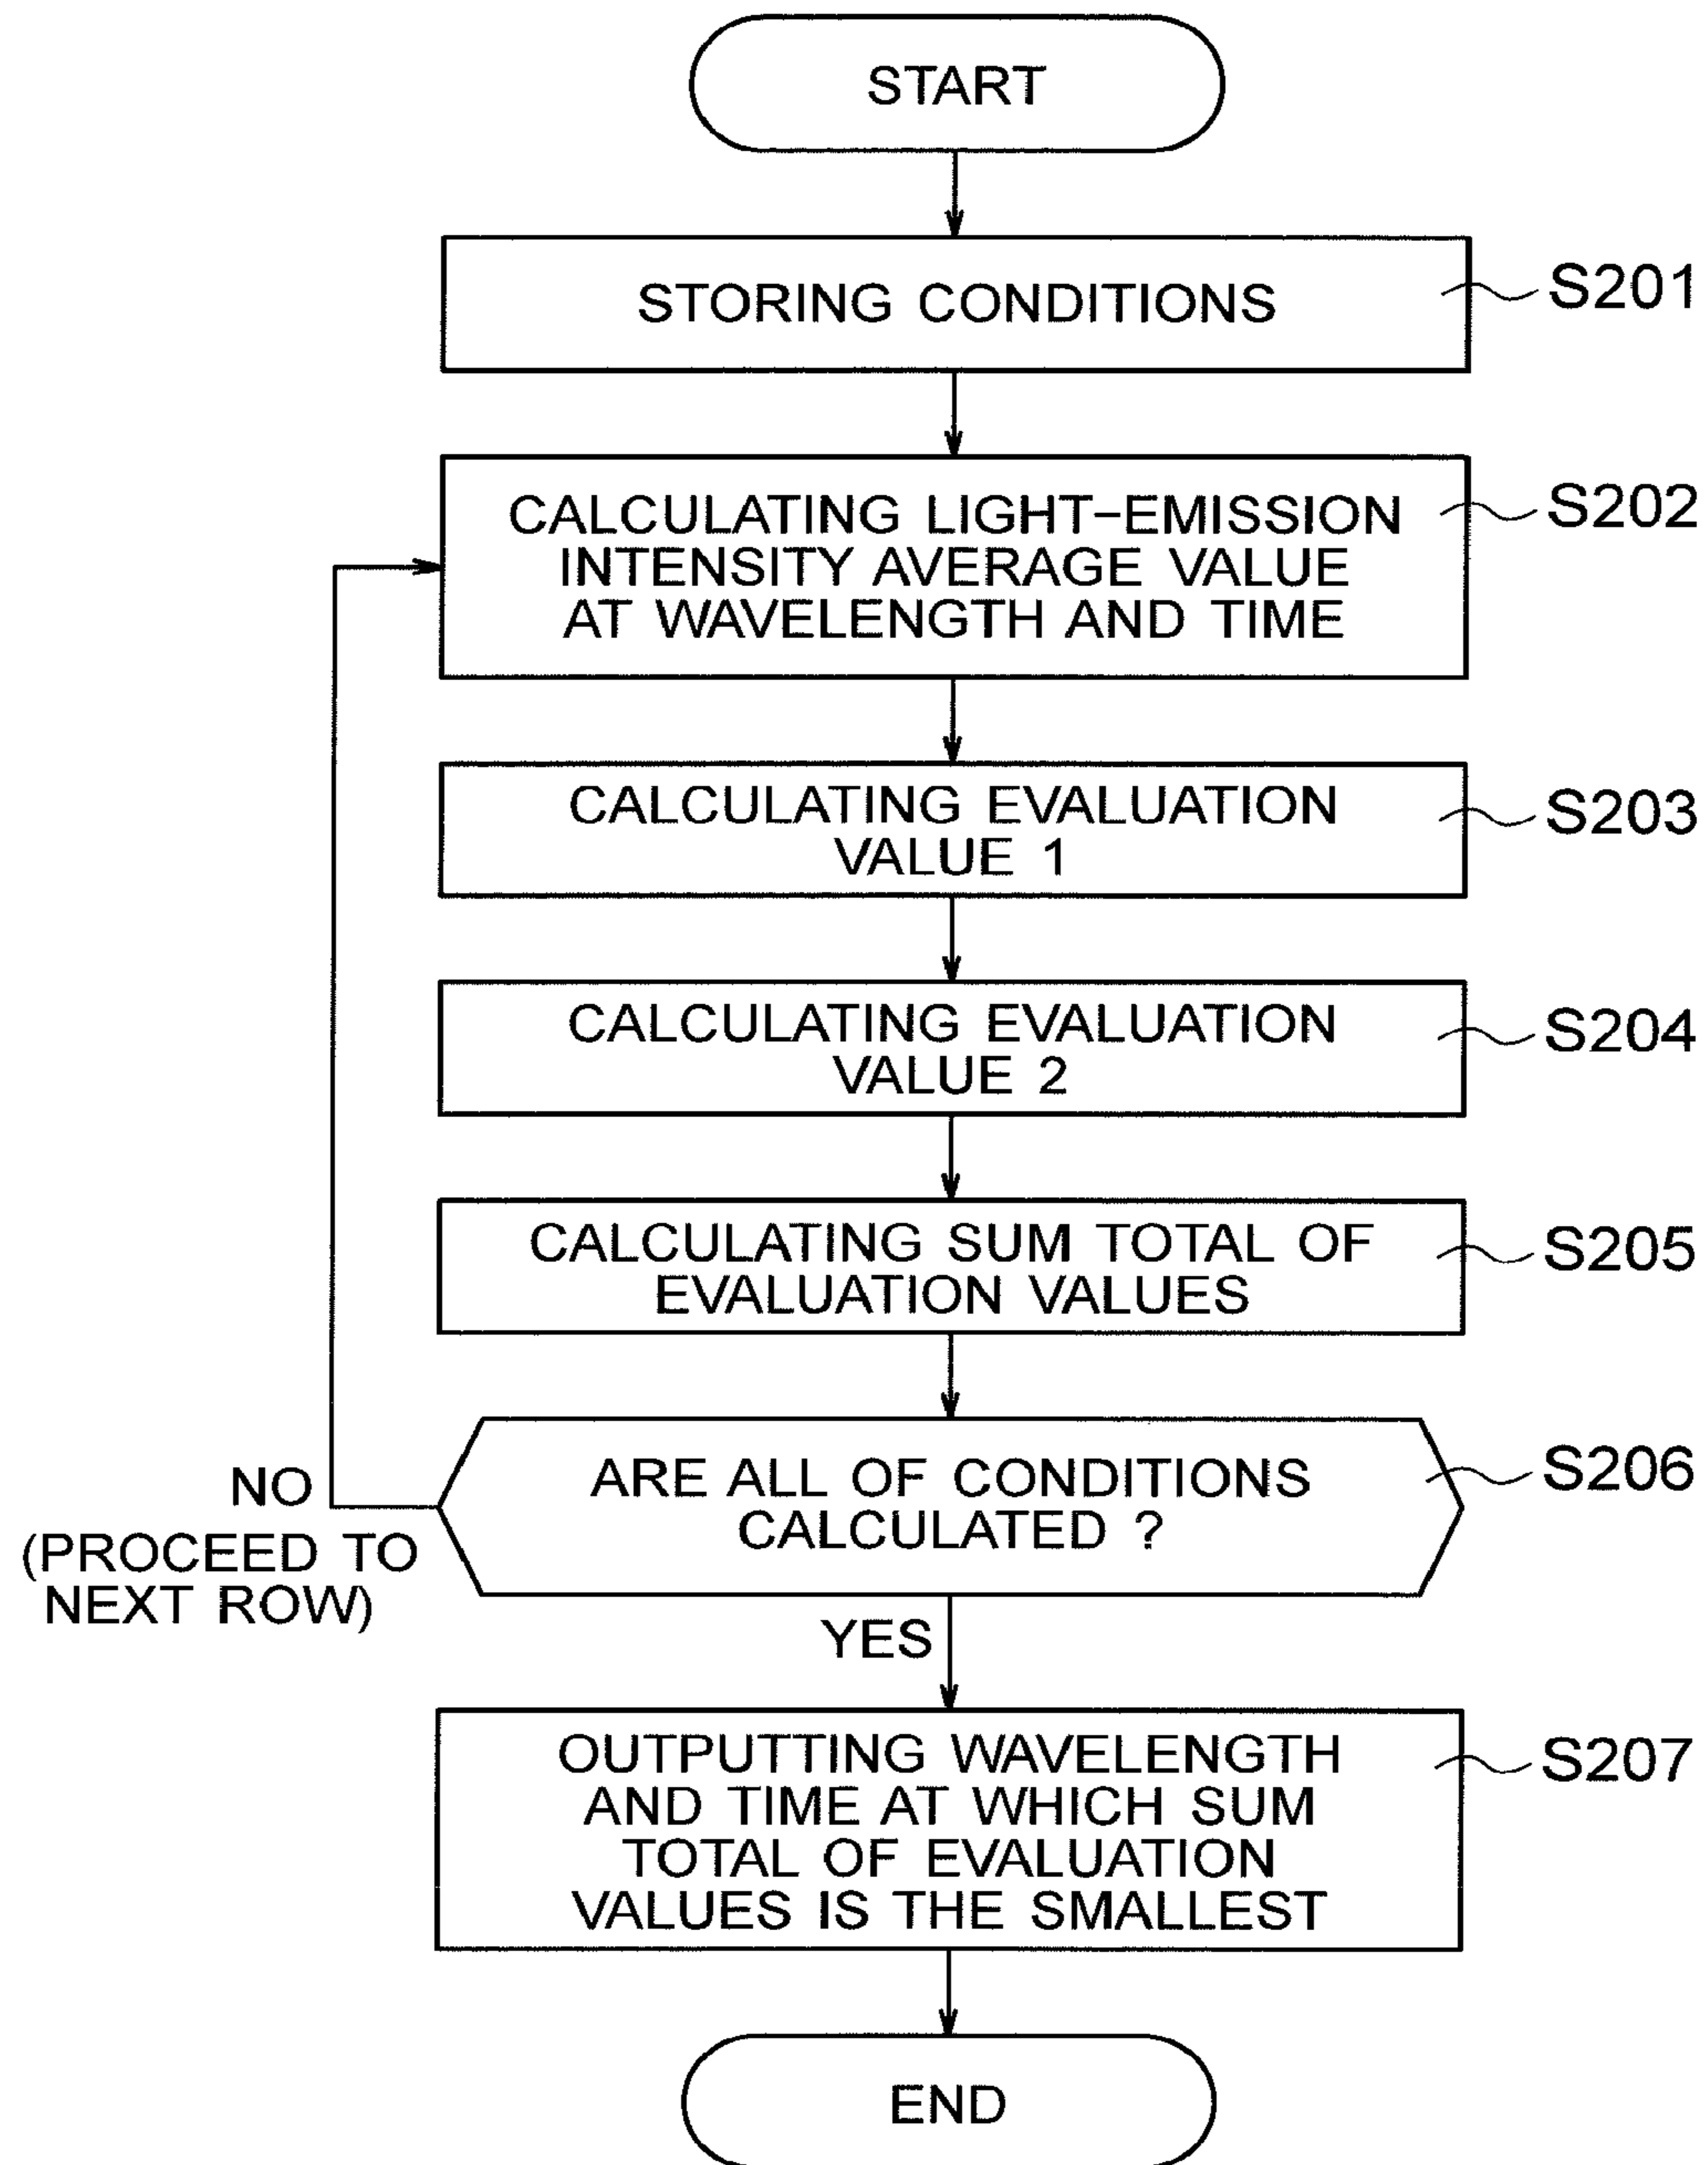 START
STORING CONDITIONS
S201
CALCULATING LIGHT-EMISSION
INTENSITY AVERAGE VALUE
AT WAVELENGTH AND TIME
S202
CALCULATING EVALUATION
VALUE 1
S203
CALCULATING EVALUATION
VALUE 2
S204
CALCULATING SUM TOTAL OF
EVALUATION VALUES
S205
ARE ALL OF CONDITIONS
CALCULATED ?
S206
NO
(PROCEED TO
NEXT ROW)
YES
OUTPUTTING WAVELENGTH
AND TIME AT WHICH SUM
TOTAL OF EVALUATION
VALUES IS THE SMALLEST
S207
END